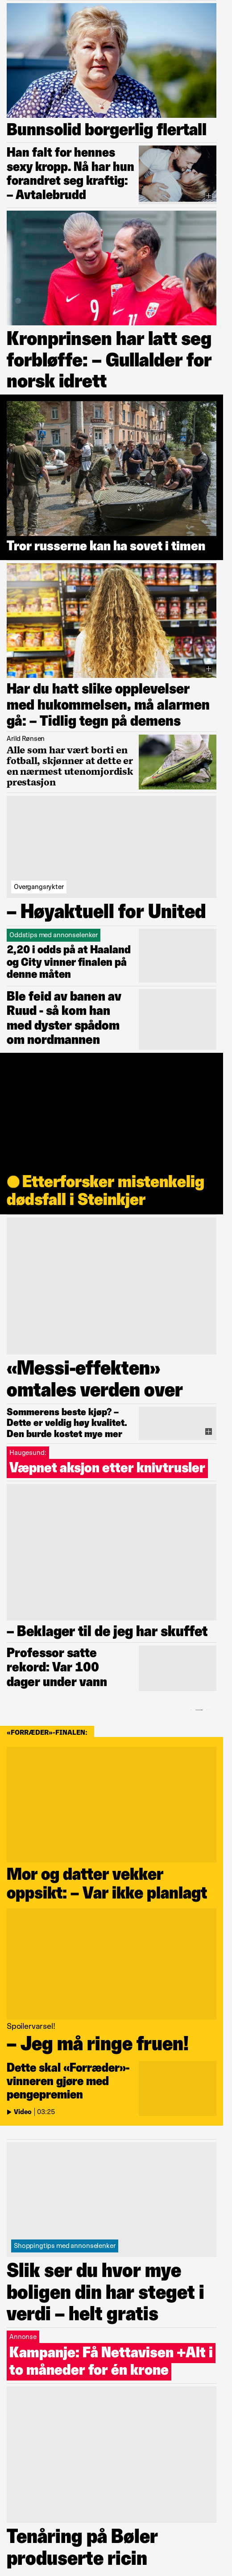 Bunnsolid borgerlig flertall
Han falt for hennes
sexy kropp. Nå har hun
forandret seg kraftig:
– Avtalebrudd
9
Kronprinsen har latt seg
forbløffe: – Gullalder for
norsk idrett
Tror russerne kan ha sovet i timen
Har du hatt slike opplevelser
med hukommelsen, må alarmen
gå: – Tidlig tegn på demens
Arild Rønsen
Alle som har vært borti en
fotball, skjønner at dette er
en nærmest utenomjordisk
prestasjon
Overgangsrykter
– Høyaktuell for United
Oddstips med annonselenker
2,20 i odds på at Haaland
og City vinner finalen på
denne måten
Ble feid av banen av
Ruud - så kom han
med dyster spådom
om nordmannen
Etterforsker mistenkelig
dødsfall i Steinkjer
«Messi-effekten»
omtales verden over
Sommerens beste kjøp? –
Dette er veldig høy kvalitet.
Den burde kostet mye mer
Haugesund:
Væpnet aksjon etter knivtrusler
– Beklager til de jeg har skuffet
Professor satte
rekord: Var 100
dager under vann
«FORRÆDER»-FINALEN:
Mor og datter vekker
oppsikt: – Var ikke planlagt
Spoilervarsel!
– Jeg må ringe fruen!
Dette skal «Forræder»-
vinneren gjøre med
pengepremien
Video | 03:25
Shoppingtips med annonselenker
Slik ser du hvor mye
boligen din har steget i
verdi – helt gratis
Annonse
Kampanje: Få Nettavisen +Alt i
to måneder for én krone
Tenåring på Bøler
produserte ricin